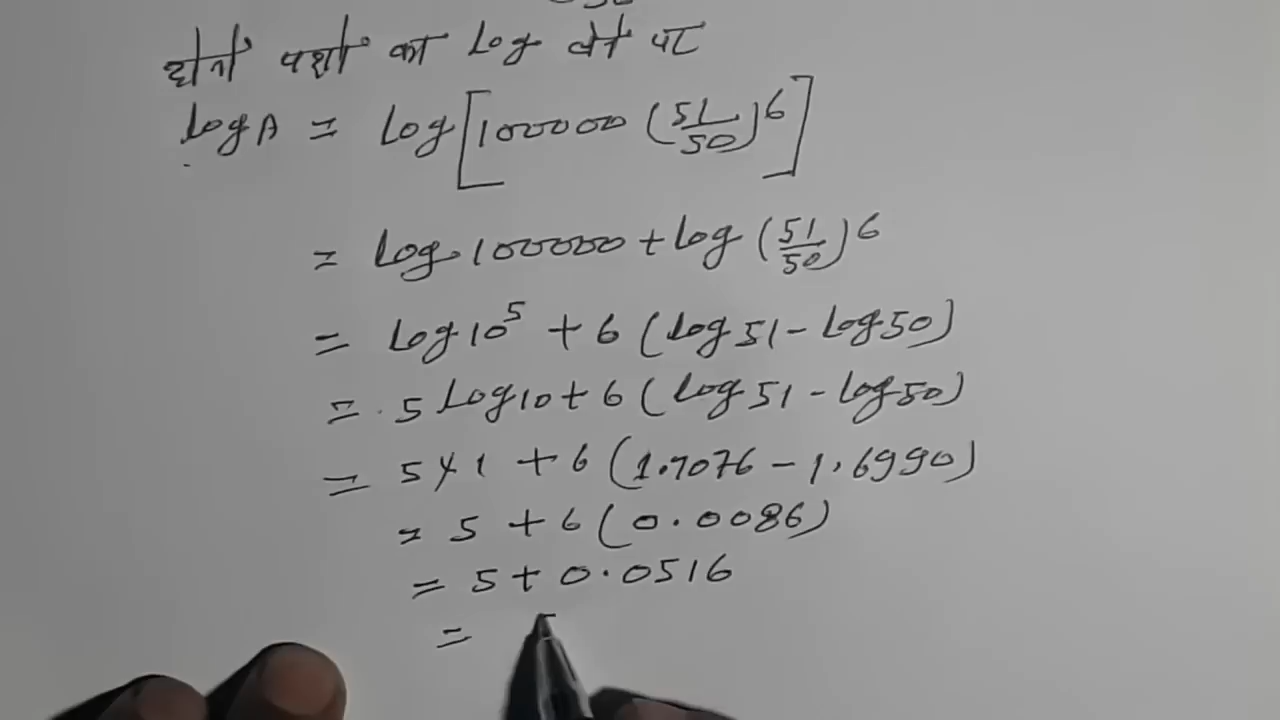 दोनो पक्षो का log लेने पर
log A = log [100000 (51/50)^6]
= log 100000 + log (51/50)^6
= log 10^5 + 6 (log 51 - log 50)
= 5 log 10 + 6 (log 51 - log 50)
= 5 × 1 + 6 (1.7076 - 1.6990)
= 5 + 6 (0.0086)
= 5 + 0.0516
=